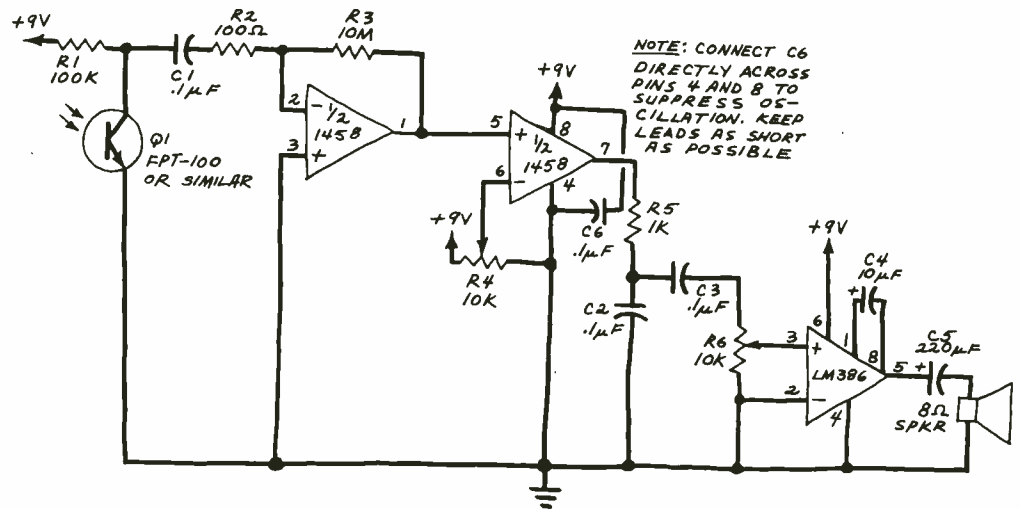 +9V
R1
100K
C1
.1µF
R2
100Ω
R3
10M
Q1
FPT-100
OR SIMILAR
2
-
1/2
1458
3
+
1
+9V
5
+
8
1/2
1458
7
6
-
4
+9V
R4
10K
C6
.1µF
NOTE: CONNECT C6
DIRECTLY ACROSS
PINS 4 AND 8 TO
SUPPRESS OS-
CILLATION. KEEP
LEADS AS SHORT
AS POSSIBLE
R5
1K
C2
.1µF
C3
.1µF
R6
10K
+9V
6
3
+
1
LM386
2
-
4
8
5
C4
10µF
+
C5
220µF
+
8Ω
SPKR